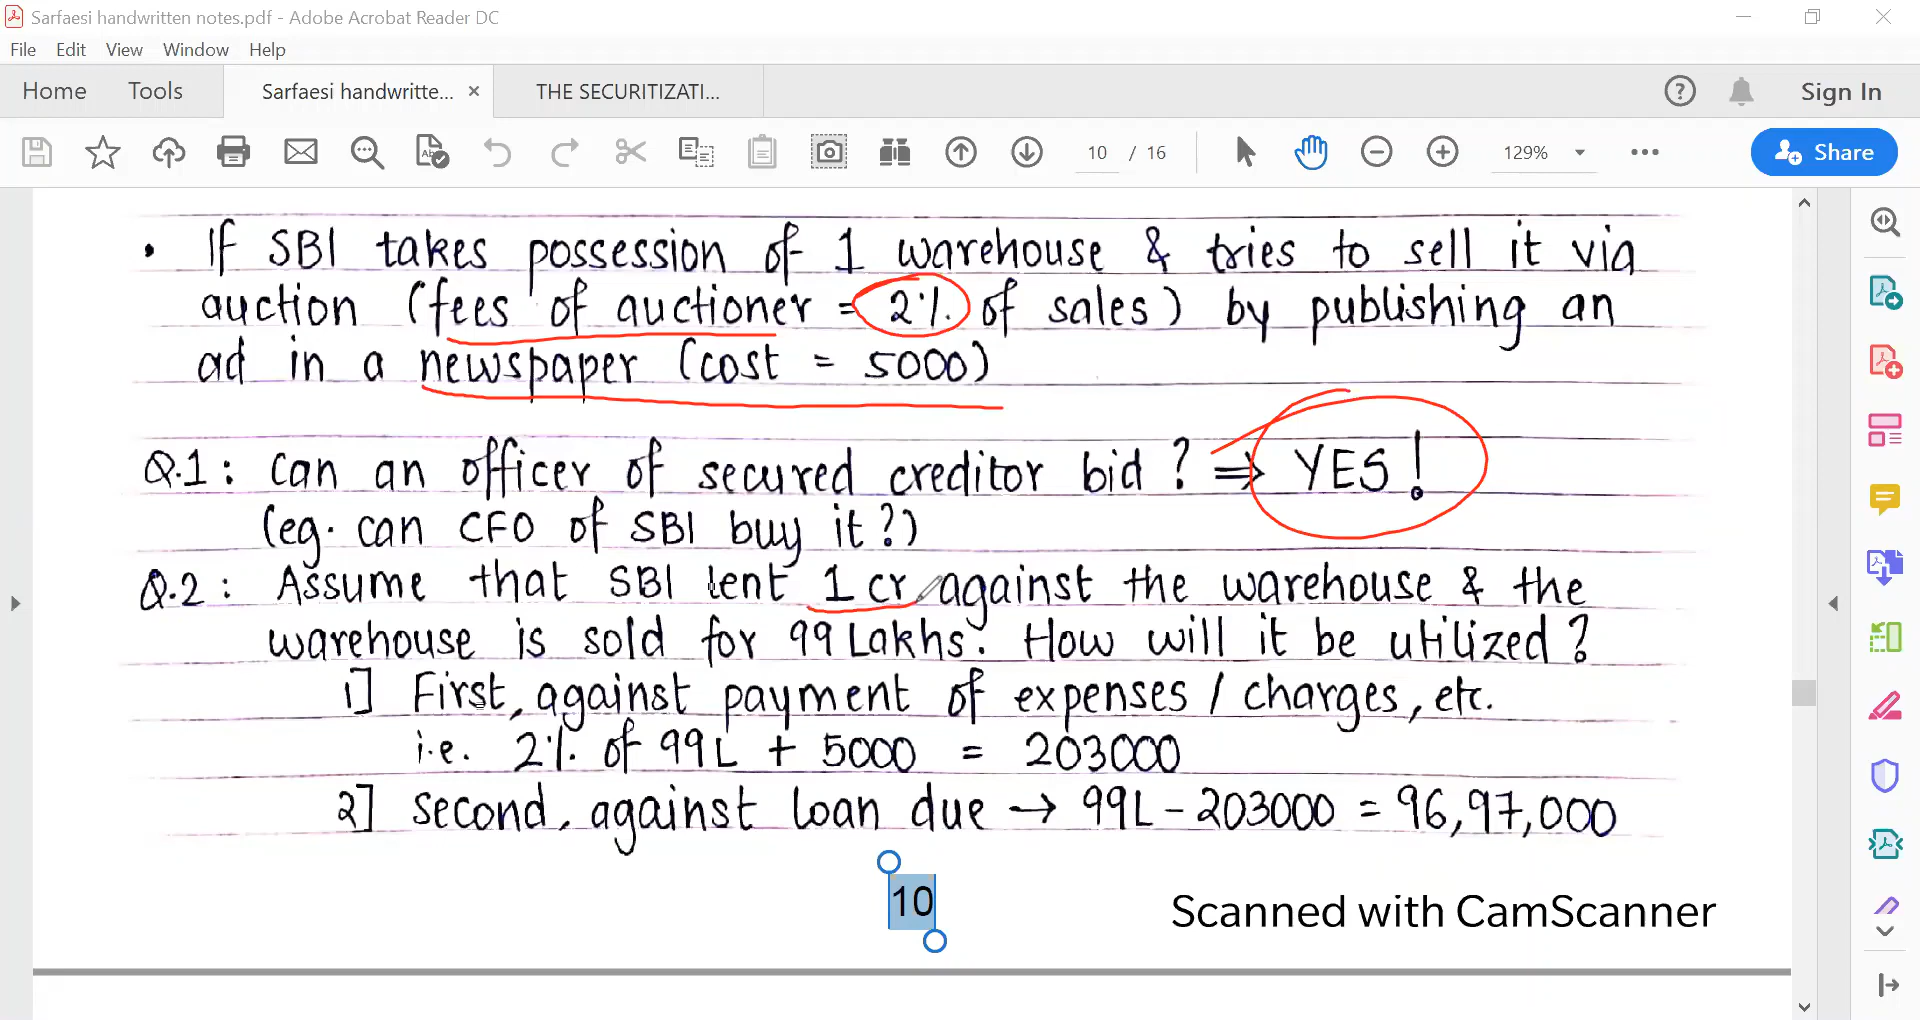 Sarfaesi handwritten notes.pdf - Adobe Acrobat Reader DC
File Edit View Window Help
Home Tools Sarfaesi handwritte... × THE SECURITIZATI... Sign In
10 / 16 129% Share
• If SBI takes possession of 1 warehouse & tries to sell it via
auction (fees of auctioner = 2% of sales) by publishing an
ad in a newspaper (cost = 5000)
Q.1: Can an officer of secured creditor bid? ⇒ YES!
(eg. can CFO of SBI buy it?)
Q.2: Assume that SBI lent 1 cr against the warehouse & the
warehouse is sold for 99 Lakhs. How will it be utilized?
1] First, against payment of expenses / charges, etc.
i.e. 2% of 99L + 5000 = 203000
2] Second, against loan due → 99L - 203000 = 96,97,000
10
Scanned with CamScanner